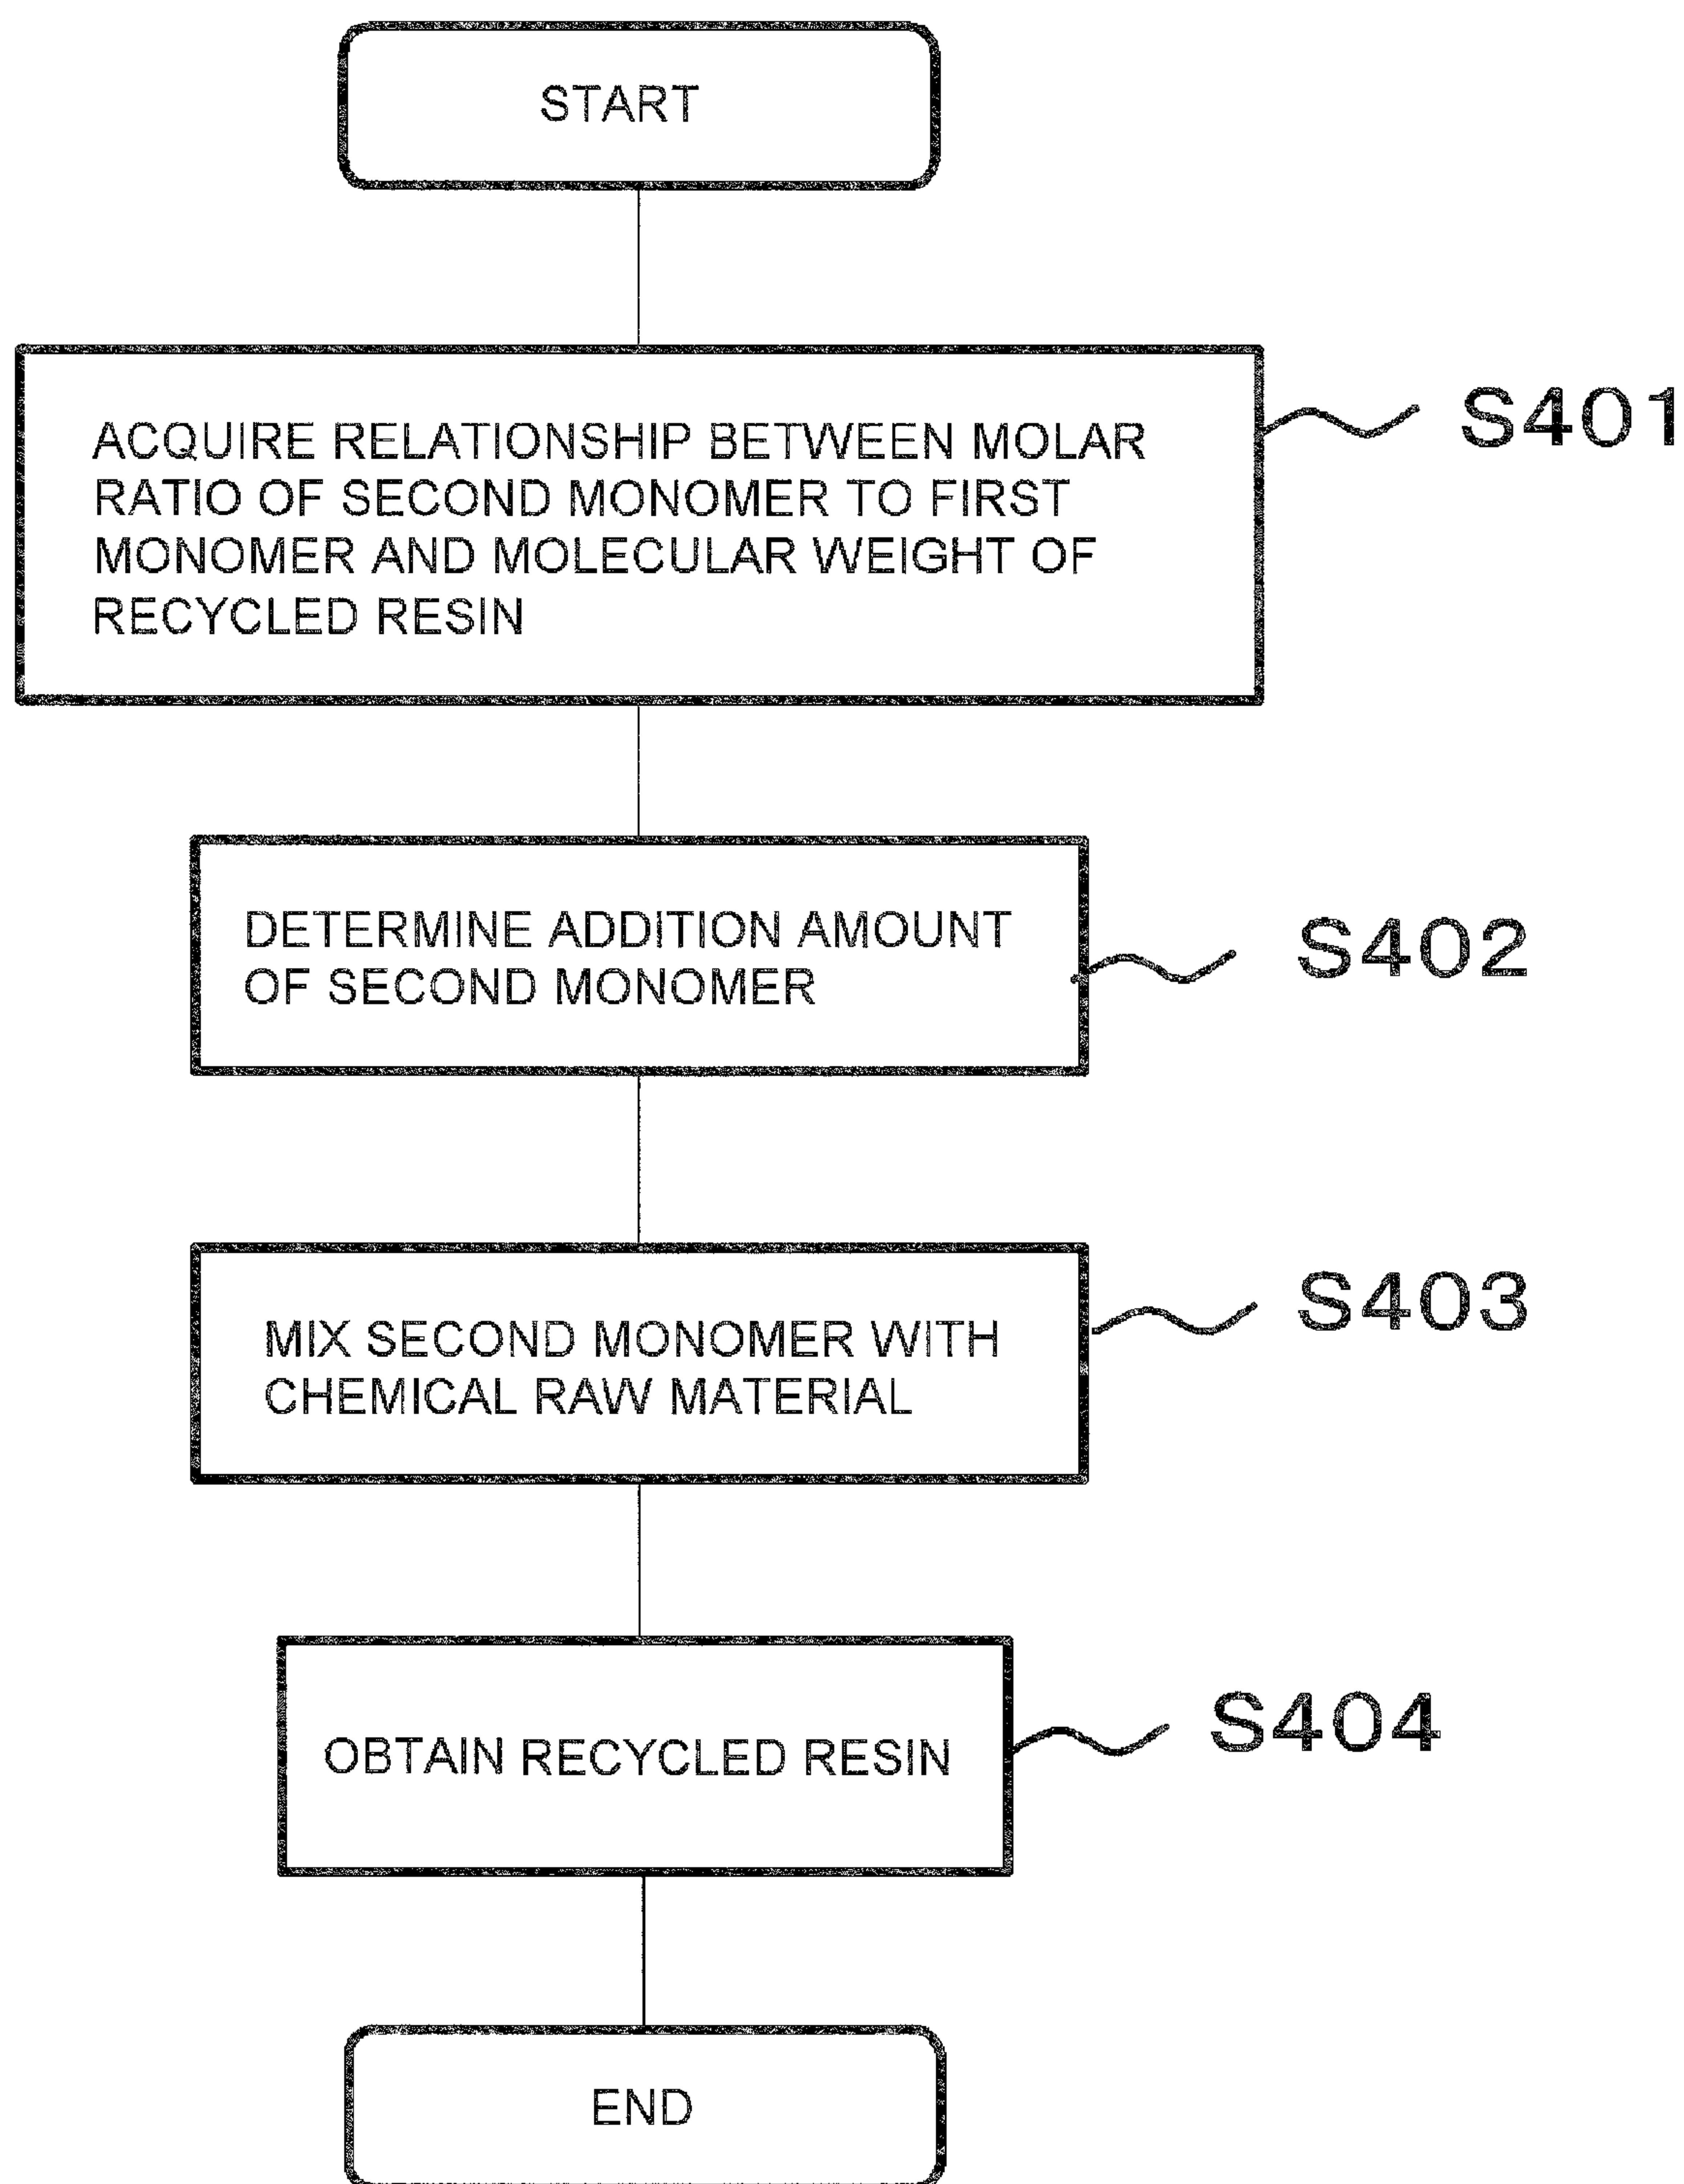 START
ACQUIRE RELATIONSHIP BETWEEN MOLAR
RATIO OF SECOND MONOMER TO FIRST
MONOMER AND MOLECULAR WEIGHT OF
RECYCLED RESIN
S401
DETERMINE ADDITION AMOUNT
OF SECOND MONOMER
S402
MIX SECOND MONOMER WITH
CHEMICAL RAW MATERIAL
S403
OBTAIN RECYCLED RESIN
S404
END